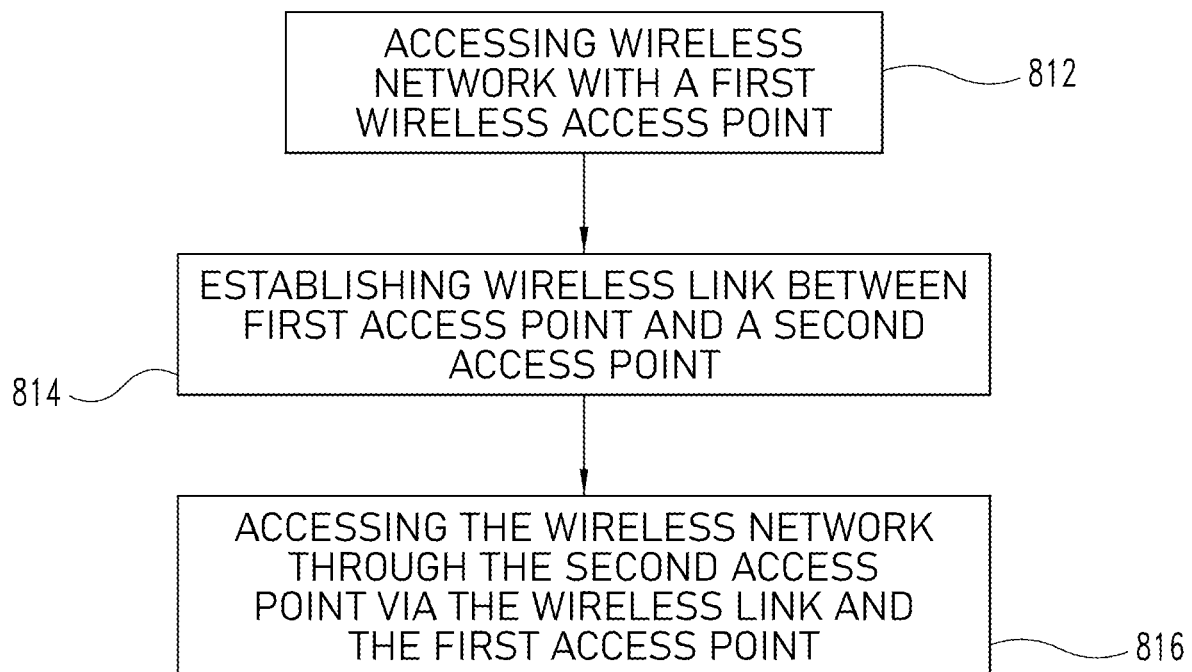 ACCESSING WIRELESS
NETWORK WITH A FIRST
WIRELESS ACCESS POINT
812
ESTABLISHING WIRELESS LINK BETWEEN
FIRST ACCESS POINT AND A SECOND
ACCESS POINT
814
ACCESSING THE WIRELESS NETWORK
THROUGH THE SECOND ACCESS
POINT VIA THE WIRELESS LINK AND
THE FIRST ACCESS POINT
816